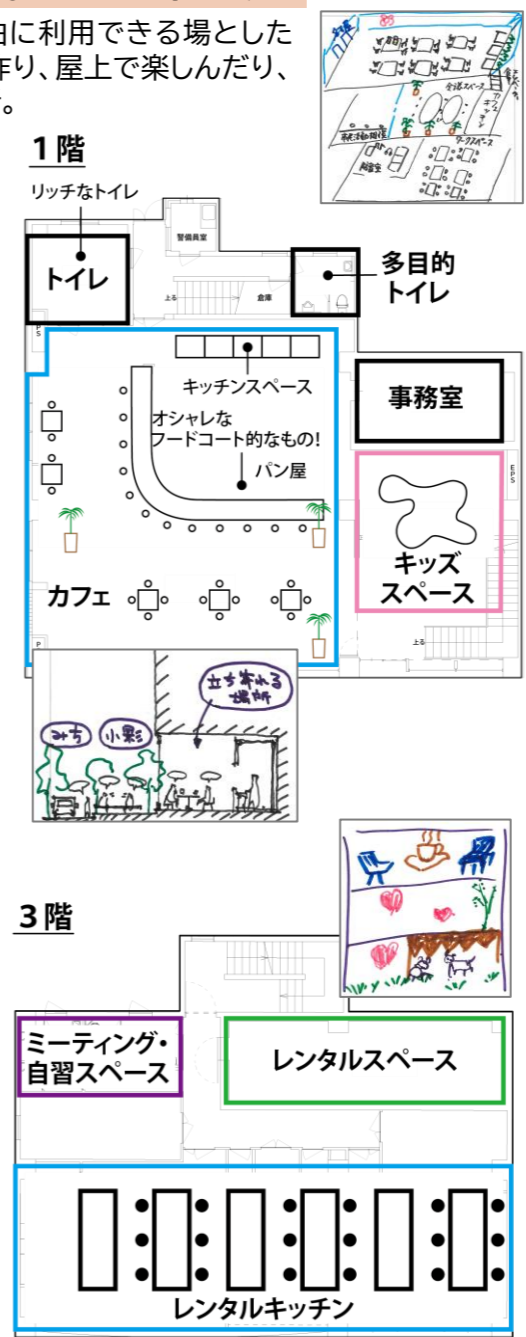 由に利用できる場とした
作り、屋上で楽しんだり、
。
1階
リッチなトイレ
警備員室
トイレ
上る
倉庫
多目的
トイレ
PS
キッチンスペース
オシャレな
フードコート的なもの!
パン屋
事務室
EPS
キッズ
スペース
カフェ
上る
立ち寄れる
場所
みち
小彩
3階
ミーティング・
自習スペース
レンタルスペース
レンタルキッチン